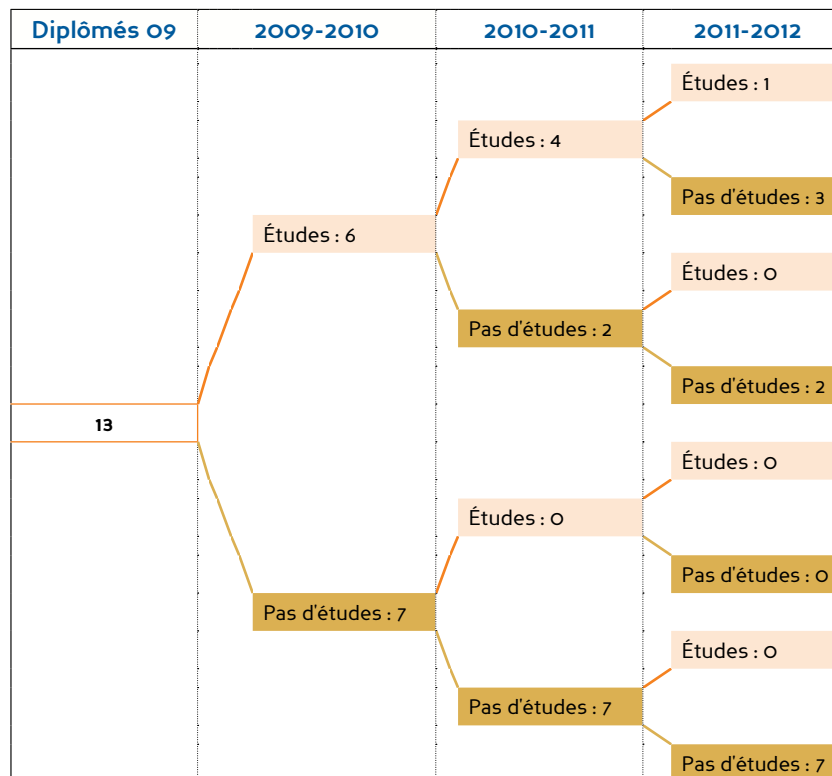 Diplômés 09 2009-2010 2010-2011 2011-2012
Études : 1
Études : 4
Pas d'études : 3
Études : 6
Études : 0
Pas d'études : 2
Pas d'études : 2
13
Études : 0
Études : 0
Pas d'études : 0
Pas d'études : 7
Études : 0
Pas d'études : 7
Pas d'études : 7